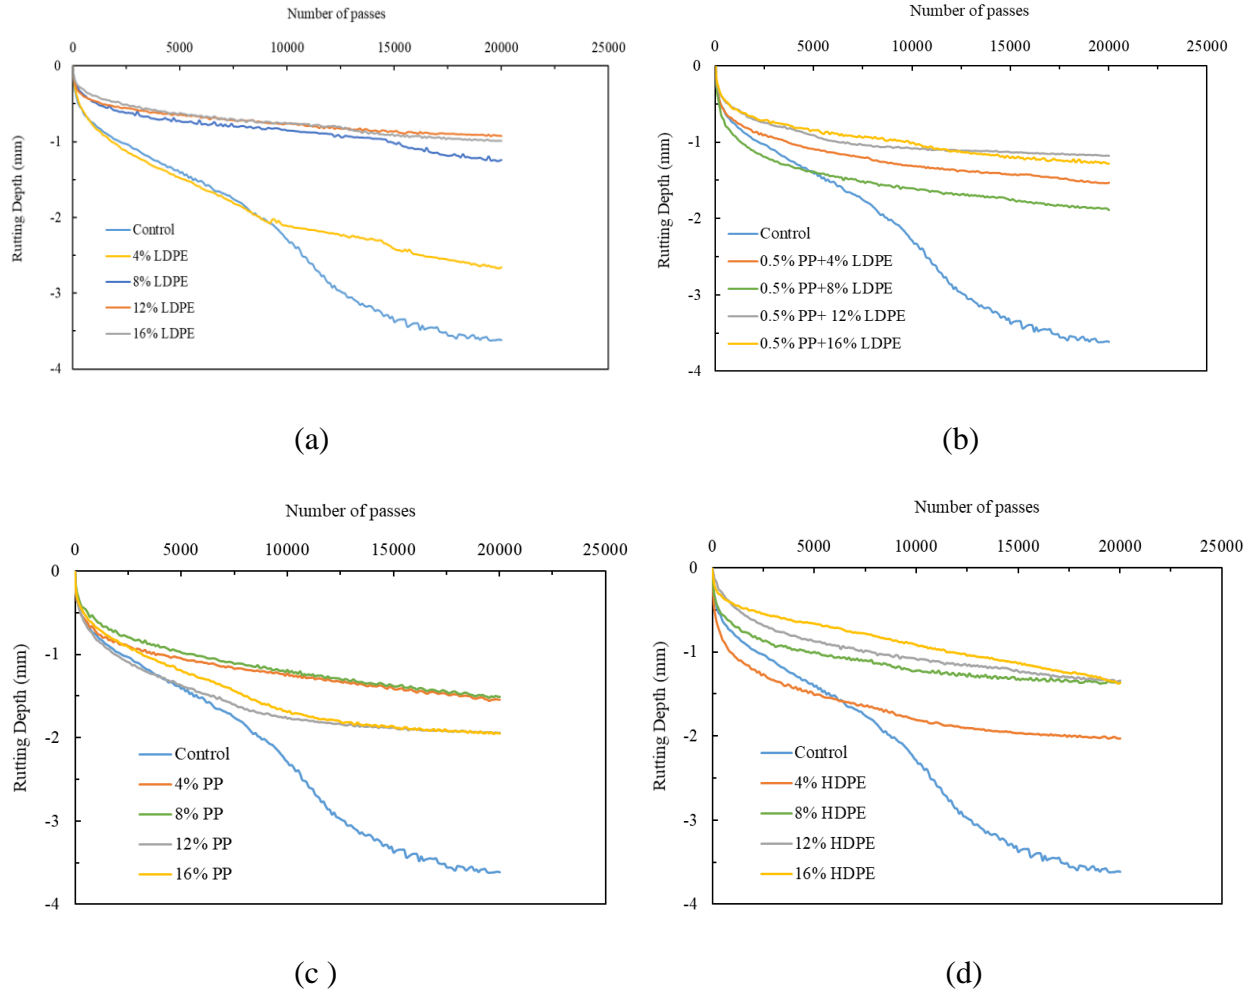 Number of passes
0 5000 10000 15000 20000 25000
0
-1
-2
-3
-4
Rutting Depth (mm)
Control
4% LDPE
8% LDPE
12% LDPE
16% LDPE
(a)
Number of passes
0 5000 10000 15000 20000 25000
0
-1
-2
-3
-4
Rutting Depth (mm)
Control
0.5% PP+4% LDPE
0.5% PP+8% LDPE
0.5% PP+ 12% LDPE
0.5% PP+16% LDPE
(b)
Number of passes
0 5000 10000 15000 20000 25000
0
-1
-2
-3
-4
Rutting Depth (mm)
Control
4% PP
8% PP
12% PP
16% PP
(c )
Number of passes
0 5000 10000 15000 20000 25000
0
-1
-2
-3
-4
Rutting Depth (mm)
Control
4% HDPE
8% HDPE
12% HDPE
16% HDPE
(d)